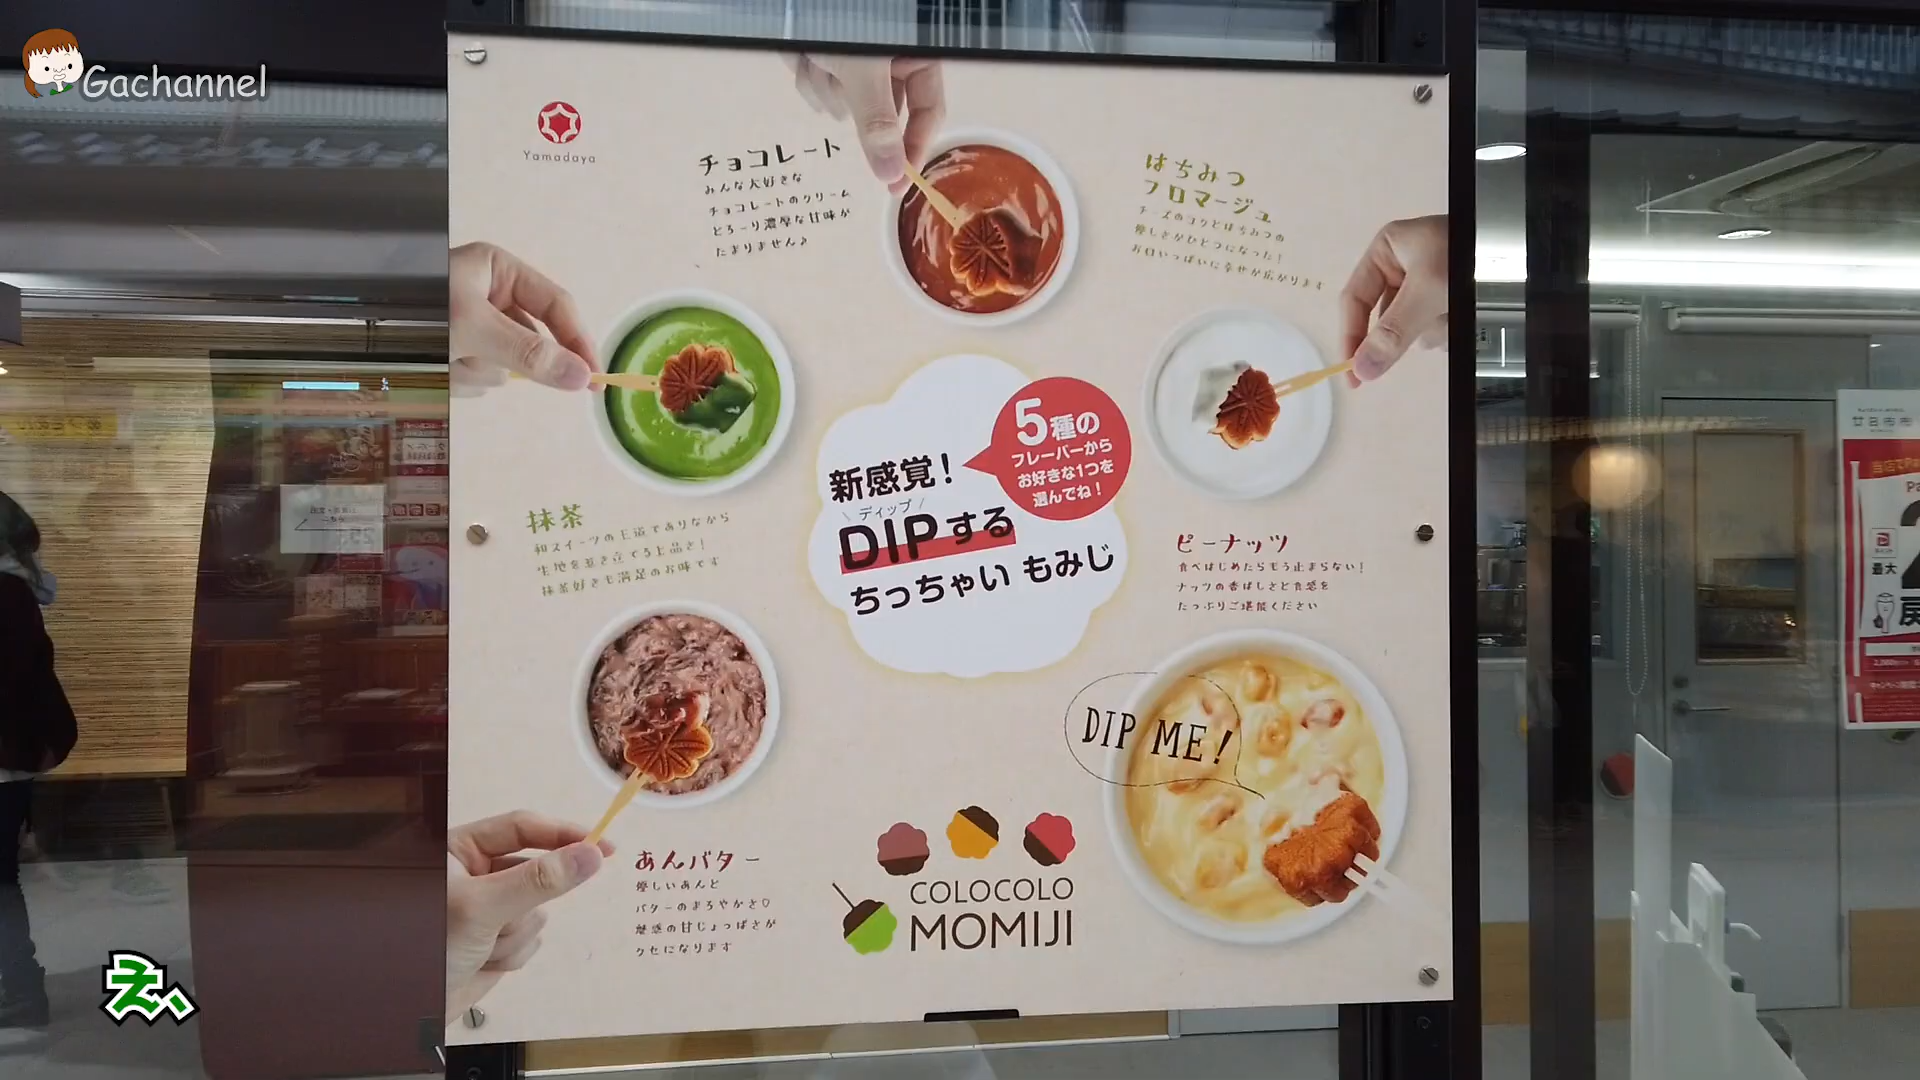 Gachannel
Yamadaya
チョコレート
みんな大好きな
チョコレートのクリーム
とろーり濃厚な甘味が
たまりません♪
はちみつ
フロマージュ
チーズのコクとはちみつの
優しさがひとつになった!
お口いっぱいに幸せが広がります
5種の
フレーバーから
お好きな1つを
選んでね!
新感覚!
ディップ
DIPする
ちっちゃい もみじ
抹茶
和スイーツの王道でありながら
生地を惹き立てる上品さ!
抹茶好きも満足のお味です
ピーナッツ
食べはじめたらもう止まらない!
ナッツの香ばしさと食感を
たっぷりご堪能ください
DIP ME!
あんバター
優しいあんと
バターのまろやかさ♡
魅惑の甘じょっぱさが
クセになります
COLOCOLO
MOMIJI
え、、
廿日市市
最大